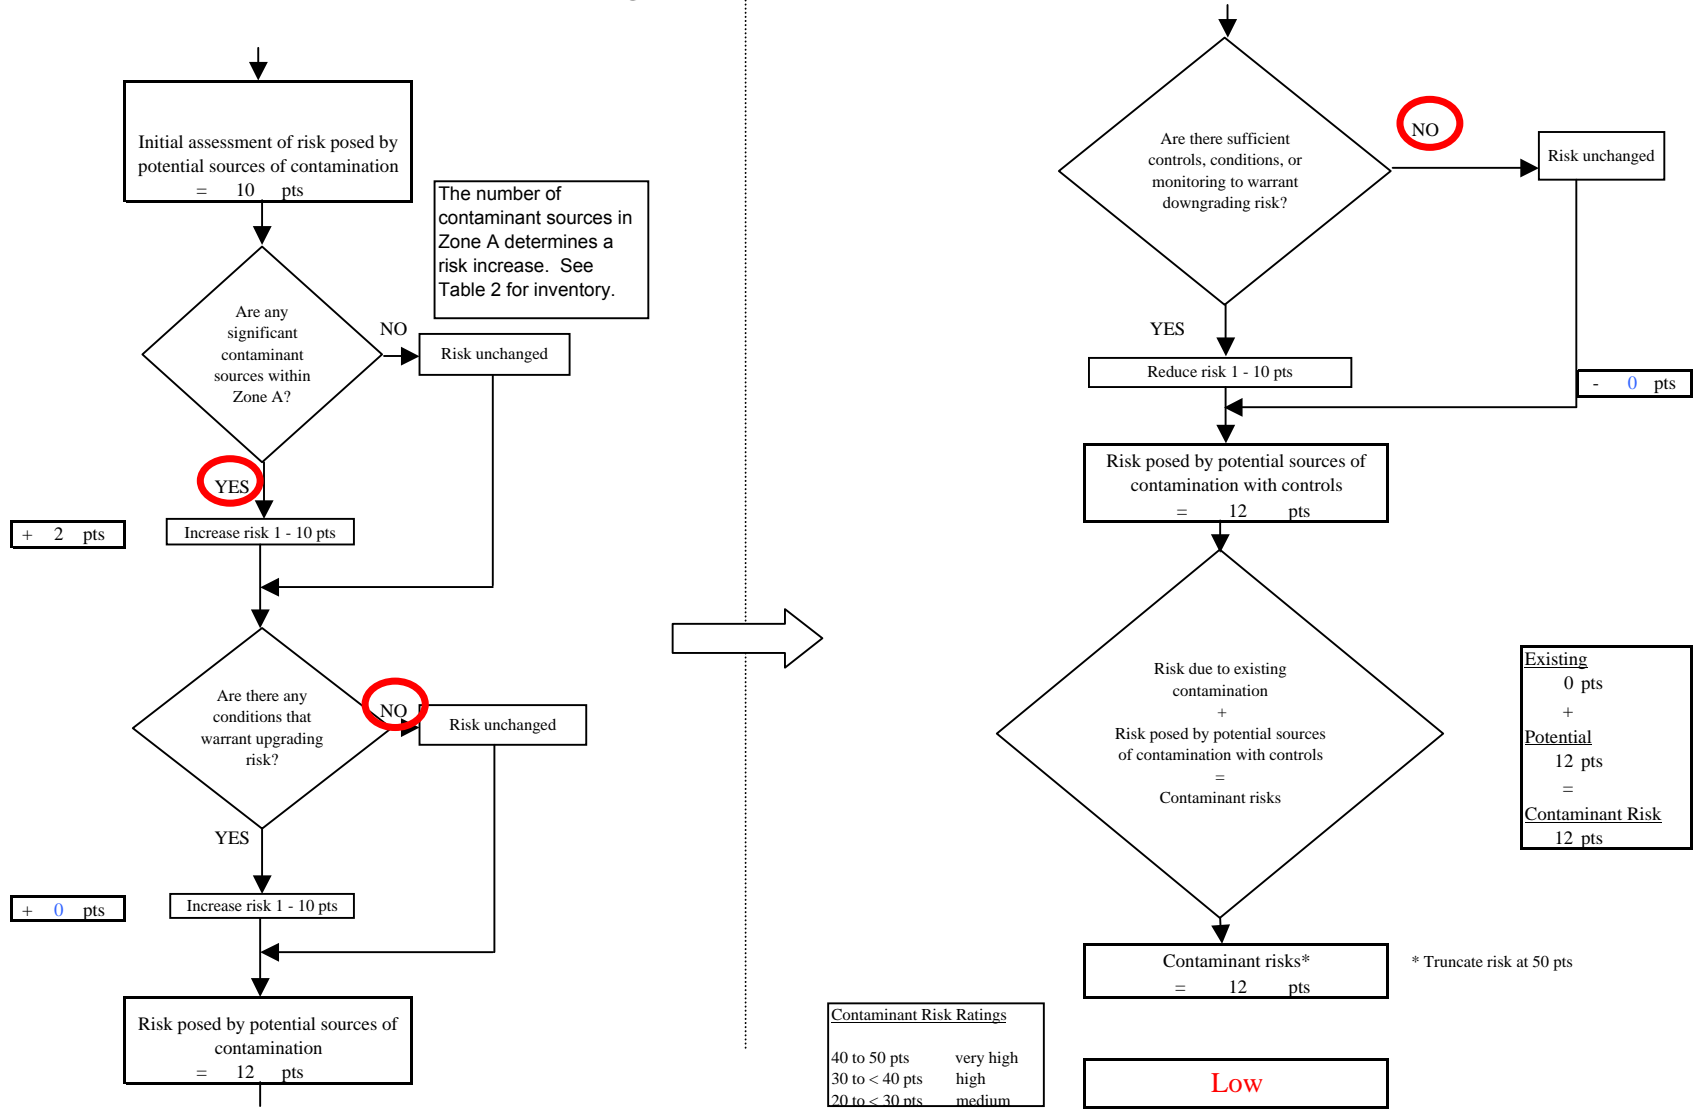 Initial assessment of risk posed by
potential sources of contamination
= 10 pts
The number of
contaminant sources in
Zone A determines a
risk increase. See
Table 2 for inventory.
Are any
significant
contaminant
sources within
Zone A?
NO
Risk unchanged
YES
+ 2 pts
Increase risk 1 - 10 pts
Are there any
conditions that
warrant upgrading
risk?
NO
Risk unchanged
YES
+ 0 pts
Increase risk 1 - 10 pts
Risk posed by potential sources of
contamination
= 12 pts
Are there sufficient
controls, conditions, or
monitoring to warrant
downgrading risk?
NO
Risk unchanged
YES
Reduce risk 1 - 10 pts
- 0 pts
Risk posed by potential sources of
contamination with controls
= 12 pts
Risk due to existing
contamination
+
Risk posed by potential sources
of contamination with controls
=
Contaminant risks
Existing
0 pts
+
Potential
12 pts
=
Contaminant Risk
12 pts
Contaminant risks*
= 12 pts
* Truncate risk at 50 pts
Contaminant Risk Ratings
40 to 50 pts very high
30 to < 40 pts high
20 to < 30 pts medium
Low